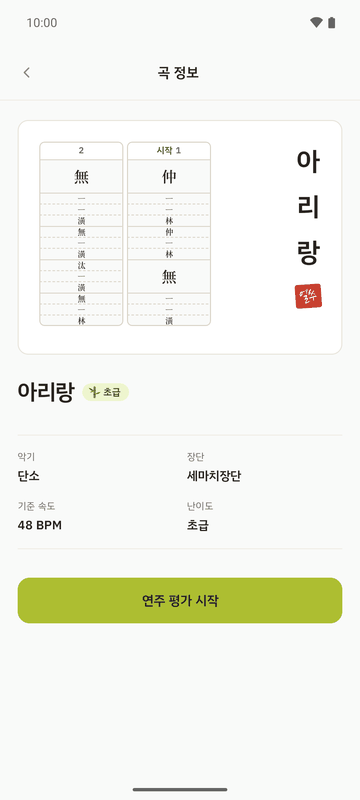 10:00
곡 정보
2
無
一
一
潢
無
一
潢
汰
一
潢
無
一
林
시작 1
仲
一
一
林
仲
一
林
無
一
一
潢
아
리
랑
얼쑤
아리랑
초급
악기
단소
장단
세마치장단
기준 속도
48 BPM
난이도
초급
연주 평가 시작